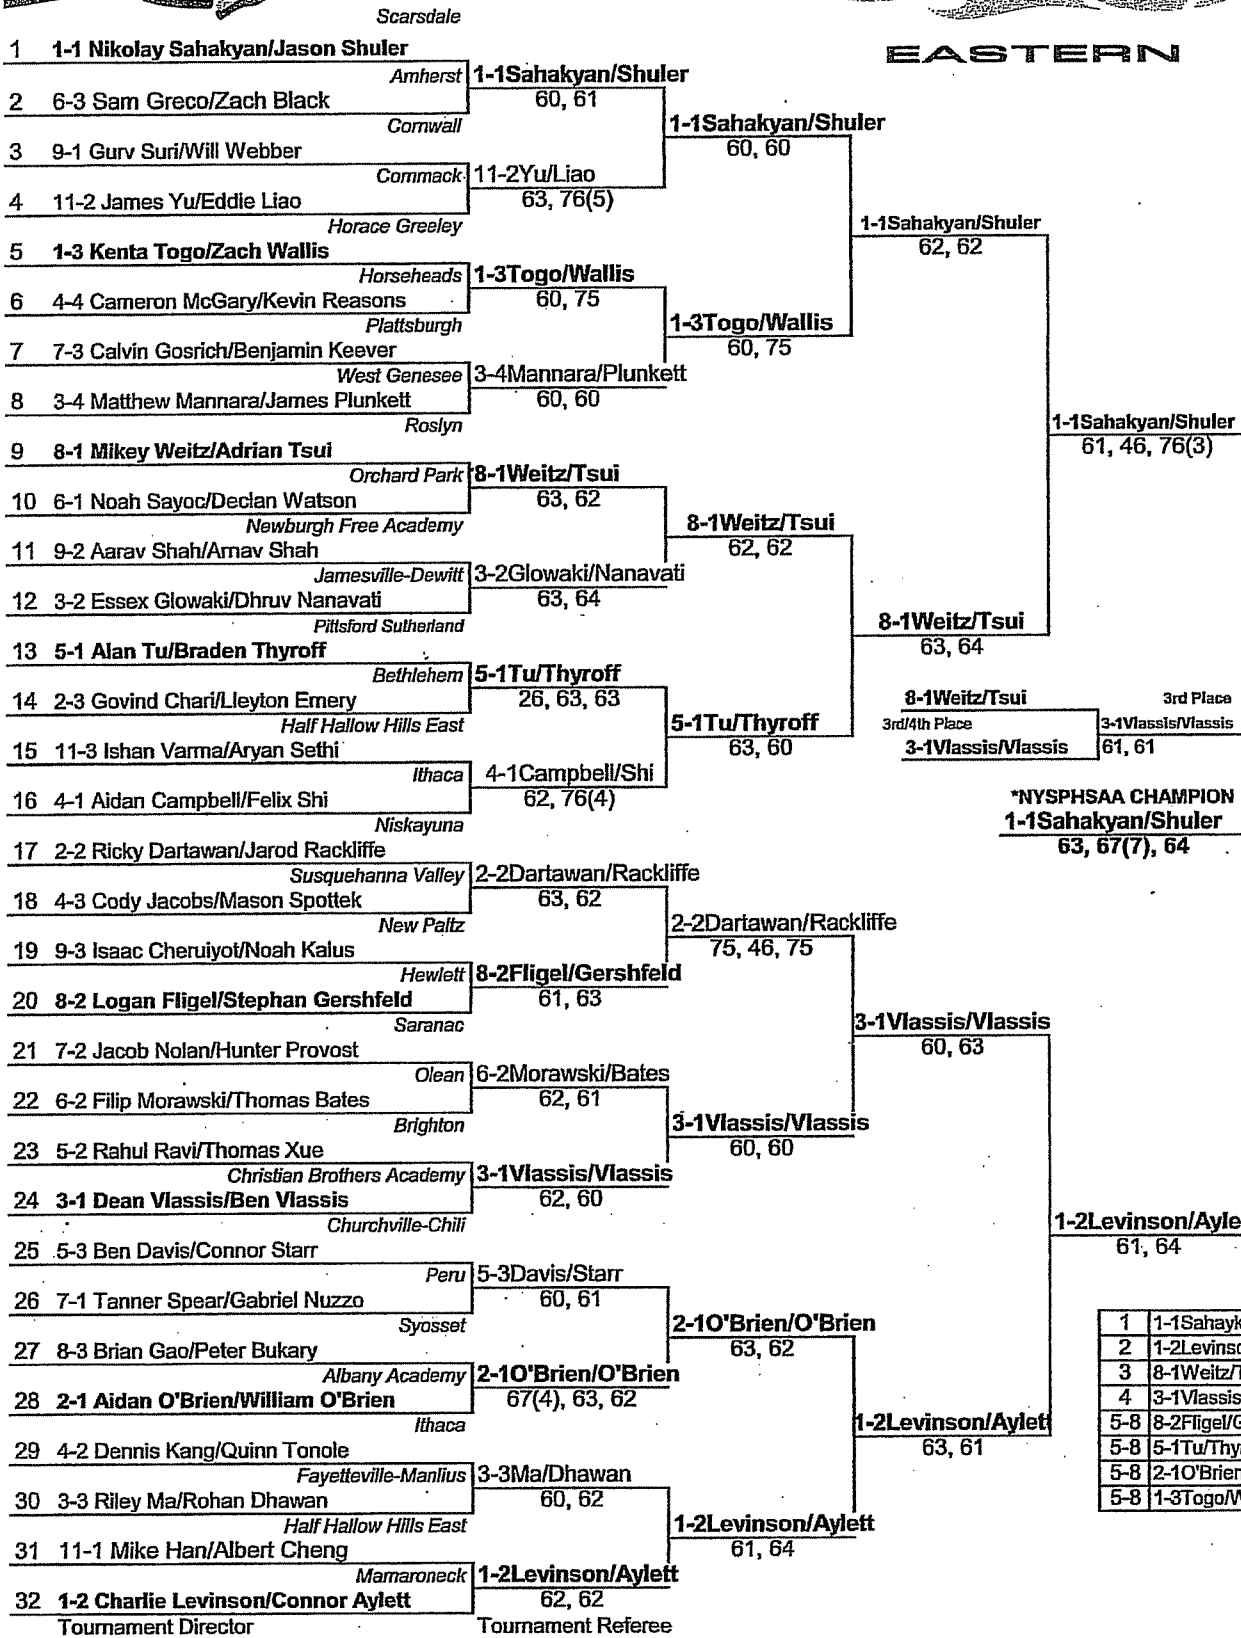 Scarsdale
EASTERN
1 1-1 Nikolay Sahakyan/Jason Shuler
Amherst
1-1Sahakyan/Shuler
60, 61
2 6-3 Sam Greco/Zach Black
Cornwall
1-1Sahakyan/Shuler
60, 60
3 9-1 Gurv Suri/Will Webber
Commack
11-2Yu/Liao
63, 76(5)
4 11-2 James Yu/Eddie Liao
Horace Greeley
1-1Sahakyan/Shuler
62, 62
5 1-3 Kenta Togo/Zach Wallis
Horseheads
1-3Togo/Wallis
60, 75
6 4-4 Cameron McGary/Kevin Reasons
Plattsburgh
1-3Togo/Wallis
60, 75
7 7-3 Calvin Gosrich/Benjamin Keever
West Genesee
3-4Mannara/Plunkett
60, 60
8 3-4 Matthew Mannara/James Plunkett
Roslyn
1-1Sahakyan/Shuler
61, 46, 76(3)
9 8-1 Mikey Weitz/Adrian Tsui
Orchard Park
8-1Weitz/Tsui
63, 62
10 6-1 Noah Sayoc/Declan Watson
Newburgh Free Academy
8-1Weitz/Tsui
62, 62
11 9-2 Aarav Shah/Arnav Shah
Jamesville-Dewitt
3-2Glowaki/Nanavati
63, 64
12 3-2 Essex Glowaki/Dhruv Nanavati
Pittsford Sutherland
8-1Weitz/Tsui
63, 64
13 5-1 Alan Tu/Braden Thyroff
Bethlehem
5-1Tu/Thyroff
26, 63, 63
14 2-3 Govind Chari/Lleyton Emery
Half Hallow Hills East
5-1Tu/Thyroff
63, 60
8-1Weitz/Tsui
3rd Place
3rd/4th Place
3-1Vlassis/Vlassis
3-1Vlassis/Vlassis
61, 61
15 11-3 Ishan Varma/Aryan Sethi
Ithaca
4-1Campbell/Shi
62, 76(4)
16 4-1 Aidan Campbell/Felix Shi
Niskayuna
*NYSPHSAA CHAMPION
1-1Sahakyan/Shuler
63, 67(7), 64
17 2-2 Ricky Dartawan/Jarod Rackliffe
Susquehanna Valley
2-2Dartawan/Rackliffe
63, 62
18 4-3 Cody Jacobs/Mason Spottek
New Paltz
2-2Dartawan/Rackliffe
75, 46, 75
19 9-3 Isaac Cheruiyot/Noah Kalus
Hewlett
8-2Fligel/Gershfeld
61, 63
20 8-2 Logan Fligel/Stephan Gershfeld
Saranac
3-1Vlassis/Vlassis
60, 63
21 7-2 Jacob Nolan/Hunter Provost
Olean
6-2Morawski/Bates
62, 61
22 6-2 Filip Morawski/Thomas Bates
Brighton
3-1Vlassis/Vlassis
60, 60
23 5-2 Rahul Ravi/Thomas Xue
Christian Brothers Academy
3-1Vlassis/Vlassis
62, 60
24 3-1 Dean Vlassis/Ben Vlassis
Churchville-Chili
1-2Levinson/Ayle
61, 64
25 5-3 Ben Davis/Connor Starr
Peru
5-3Davis/Starr
60, 61
26 7-1 Tanner Spear/Gabriel Nuzzo
Syosset
2-1O'Brien/O'Brien
63, 62
27 8-3 Brian Gao/Peter Bukary
Albany Academy
2-1O'Brien/O'Brien
67(4), 63, 62
28 2-1 Aidan O'Brien/William O'Brien
Ithaca
1-2Levinson/Aylett
63, 61
29 4-2 Dennis Kang/Quinn Tonole
Fayetteville-Manlius
3-3Ma/Dhawan
60, 62
30 3-3 Riley Ma/Rohan Dhawan
Half Hallow Hills East
1-2Levinson/Aylett
61, 64
31 11-1 Mike Han/Albert Cheng
Mamaroneck
1-2Levinson/Aylett
62, 62
32 1-2 Charlie Levinson/Connor Aylett
1 1-1Sahayk
2 1-2Levinso
3 8-1Weitz/T
4 3-1Vlassis
5-8 8-2Fligel/G
5-8 5-1Tu/Thy
5-8 2-1O'Brien
5-8 1-3Togo/W
Tournament Director
Tournament Referee